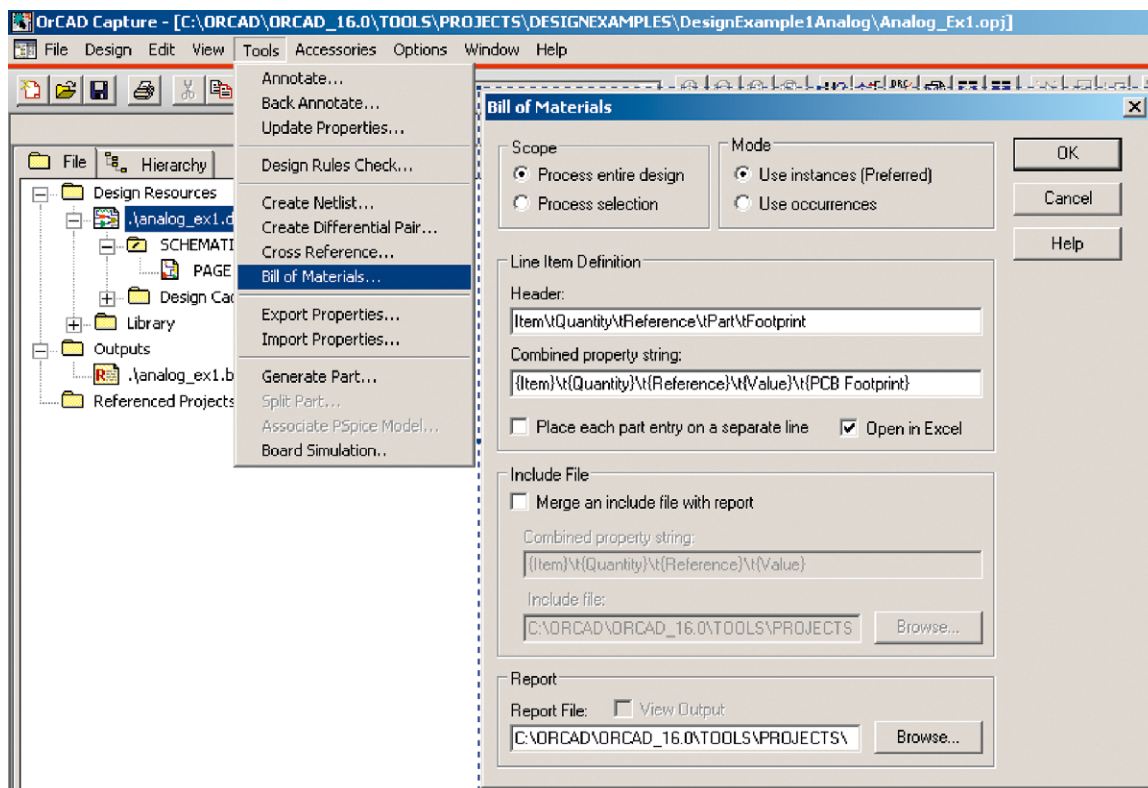 OrCAD Capture - [C:\ORCAD\ORCAD_16.0\TOOLS\PROJECTS\DESIGNEXAMPLES\DesignExample1Analog\Analog_Ex1.opj]
File Design Edit View Tools Accessories Options Window Help
Annotate...
Back Annotate...
Update Properties...
Design Rules Check...
Create Netlist...
Create Differential Pair...
Cross Reference...
Bill of Materials...
Export Properties...
Import Properties...
Generate Part...
Split Part...
Associate PSpice Model...
Board Simulation..
File Hierarchy
Design Resources
.\analog_ex1.d
SCHEMATI
PAGE
Design Cac
Library
Outputs
.\analog_ex1.b
Referenced Projects
Bill of Materials
Scope
Process entire design
Process selection
Mode
Use instances (Preferred)
Use occurrences
OK
Cancel
Help
Line Item Definition
Header:
Item\tQuantity\tReference\tPart\tFootprint
Combined property string:
{Item}\t{Quantity}\t{Reference}\t{Value}\t{PCB Footprint}
Place each part entry on a separate line Open in Excel
Include File
Merge an include file with report
Combined property string:
{Item}\t{Quantity}\t{Reference}\t{Value}
Include file:
C:\ORCAD\ORCAD_16.0\TOOLS\PROJECTS Browse...
Report
Report File: View Output
C:\ORCAD\ORCAD_16.0\TOOLS\PROJECTS\ Browse...